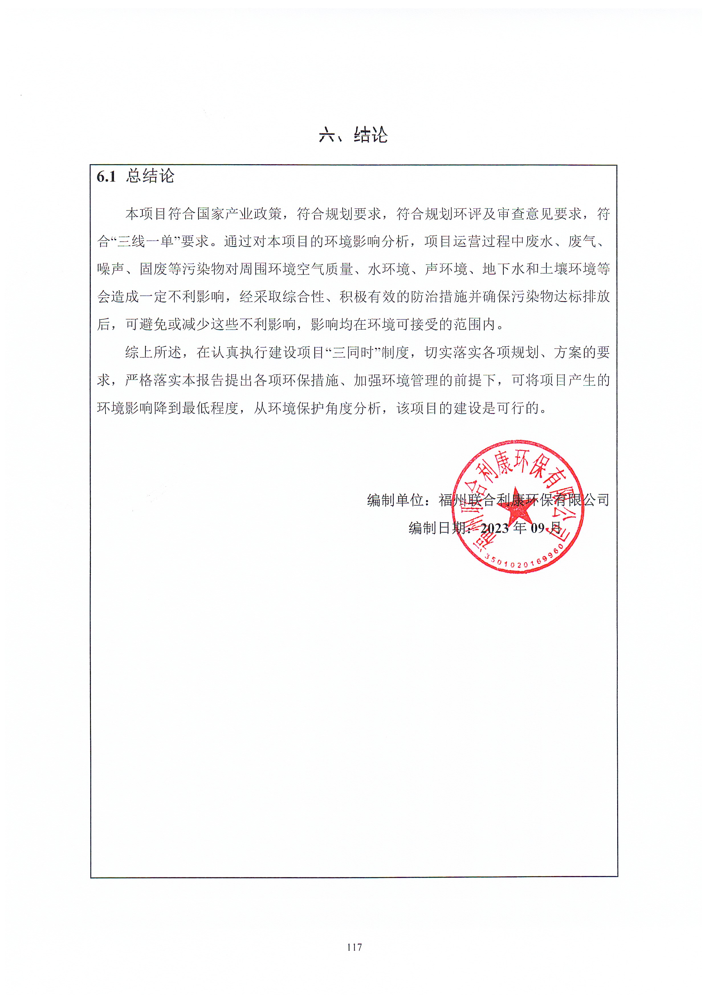 六、结论
6.1 总结论
本项目符合国家产业政策，符合规划要求，符合规划环评及审查意见要求，符
合“三线一单”要求。通过对本项目的环境影响分析，项目运营过程中废水、废气、
噪声、固废等污染物对周围环境空气质量、水环境、声环境、地下水和土壤环境等
会造成一定不利影响，经采取综合性、积极有效的防治措施并确保污染物达标排放
后，可避免或减少这些不利影响，影响均在环境可接受的范围内。
综上所述，在认真执行建设项目“三同时”制度，切实落实各项规划、方案的要
求，严格落实本报告提出各项环保措施、加强环境管理的前提下，可将项目产生的
环境影响降到最低程度，从环境保护角度分析，该项目的建设是可行的。
编制单位：福州联合利康环保有限公司
编制日期：2023 年 09 月
福州联合利康环保有限公司
3501020169960
117